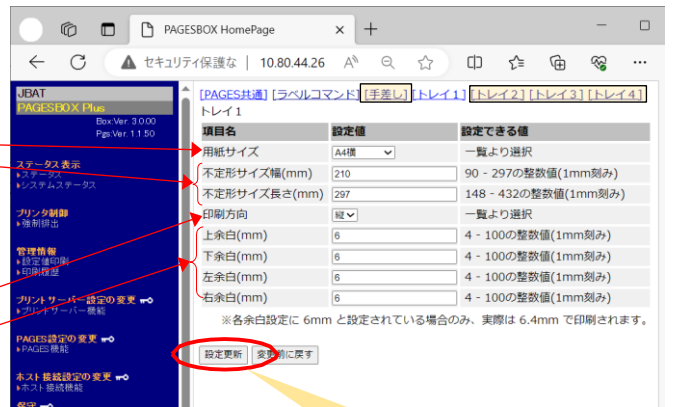 PAGESBOX HomePage
セキュリティ保護な | 10.80.44.26
JBAT
PAGESBOX Plus
Box:Ver. 3.0.00
Pgs:Ver. 1.1.50
ステータス表示
ステータス
システムステータス
プリンタ制御
強制排出
管理情報
設定値印刷
印刷履歴
プリントサーバー設定の変更
プリントサーバー機能
PAGES設定の変更
PAGES機能
ホスト接続設定の変更
ホスト接続機能
保守
[PAGES共通] [ラベルコマンド] [手差し] [トレイ1] [トレイ2] [トレイ3] [トレイ4]
トレイ1
項目名 設定値 設定できる値
用紙サイズ A4横 一覧より選択
不定形サイズ幅(mm) 210 90 - 297の整数値(1mm刻み)
不定形サイズ長さ(mm) 297 148 - 432の整数値(1mm刻み)
印刷方向 縦 一覧より選択
上余白(mm) 6 4 - 100の整数値(1mm刻み)
下余白(mm) 6 4 - 100の整数値(1mm刻み)
左余白(mm) 6 4 - 100の整数値(1mm刻み)
右余白(mm) 6 4 - 100の整数値(1mm刻み)
※各余白設定に 6mm と設定されている場合のみ、実際は 6.4mm で印刷されます。
設定更新 変更前に戻す